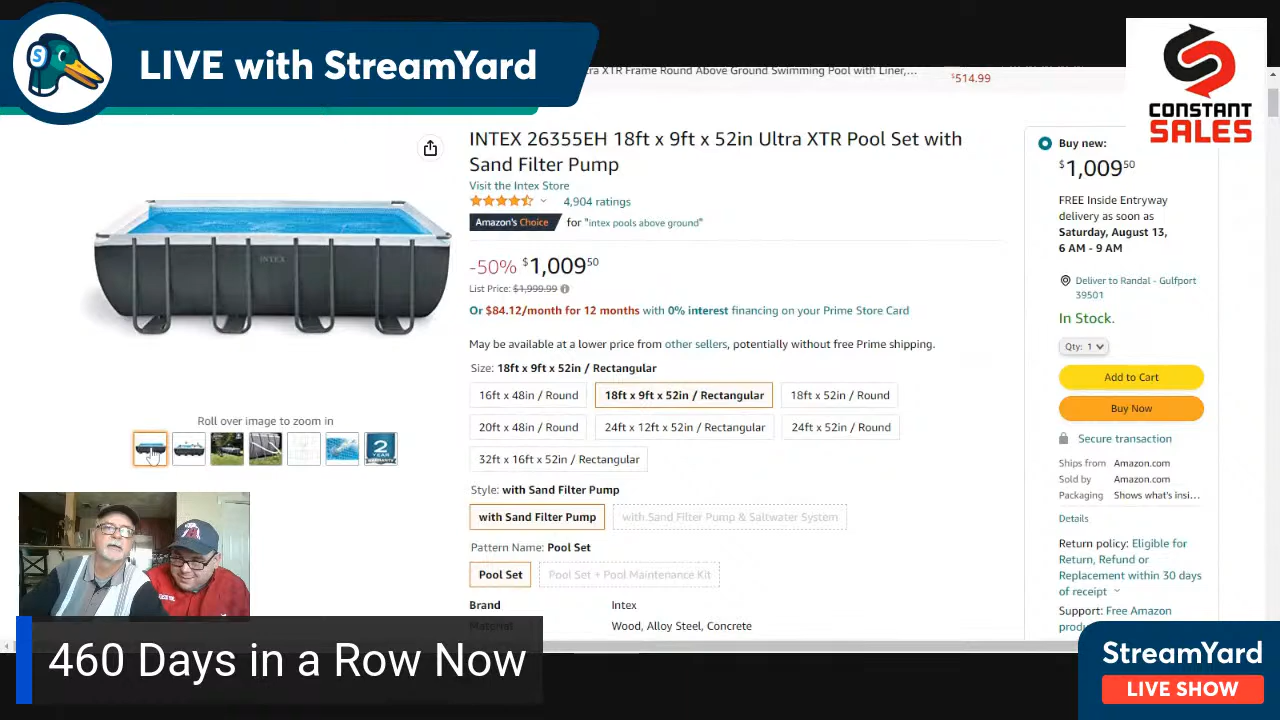 S
LIVE with StreamYard
tra XTR Frame Round Above Ground Swimming Pool with Liner,...
$514.99
CONSTANT
SALES
INTEX 26355EH 18ft x 9ft x 52in Ultra XTR Pool Set with
Sand Filter Pump
Visit the Intex Store
4,904 ratings
Amazon's Choice for "intex pools above ground"
-50% $1,009.50
List Price: $1,999.99
Or $84.12/month for 12 months with 0% interest financing on your Prime Store Card
May be available at a lower price from other sellers, potentially without free Prime shipping.
Size: 18ft x 9ft x 52in / Rectangular
16ft x 48in / Round
18ft x 9ft x 52in / Rectangular
18ft x 52in / Round
20ft x 48in / Round
24ft x 12ft x 52in / Rectangular
24ft x 52in / Round
32ft x 16ft x 52in / Rectangular
Style: with Sand Filter Pump
with Sand Filter Pump
with Sand Filter Pump & Saltwater System
Pattern Name: Pool Set
Pool Set
Pool Set + Pool Maintenance Kit
Brand Intex
Material Wood, Alloy Steel, Concrete
INTEX
Roll over image to zoom in
2
YEAR
Buy new:
$1,009.50
FREE Inside Entryway
delivery as soon as
Saturday, August 13,
6 AM - 9 AM
Deliver to Randal - Gulfport
39501
In Stock.
Qty: 1
Add to Cart
Buy Now
Secure transaction
Ships from Amazon.com
Sold by Amazon.com
Packaging Shows what's insi...
Details
Return policy: Eligible for
Return, Refund or
Replacement within 30 days
of receipt
Support: Free Amazon
460 Days in a Row Now
StreamYard
LIVE SHOW